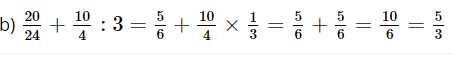 b) 20/24 + 10/4 : 3 = 5/6 + 10/4 × 1/3 = 5/6 + 5/6 = 10/6 = 5/3